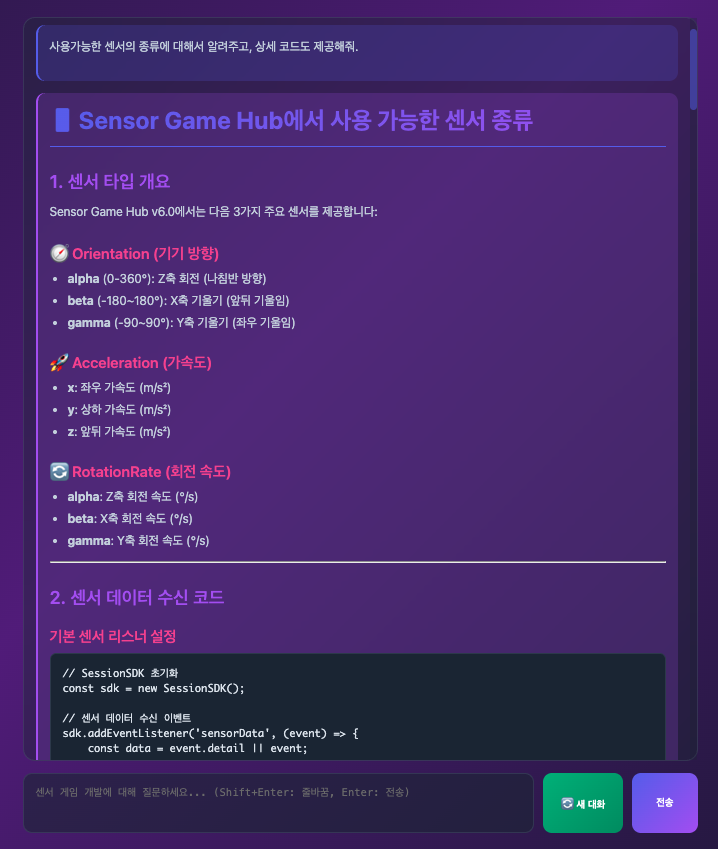 사용가능한 센서의 종류에 대해서 알려주고, 상세 코드도 제공해줘.
Sensor Game Hub에서 사용 가능한 센서 종류
1. 센서 타입 개요
Sensor Game Hub v6.0에서는 다음 3가지 주요 센서를 제공합니다:
🧭 Orientation (기기 방향)
• alpha (0-360°): Z축 회전 (나침반 방향)
• beta (-180~180°): X축 기울기 (앞뒤 기울임)
• gamma (-90~90°): Y축 기울기 (좌우 기울임)
🚀 Acceleration (가속도)
• x: 좌우 가속도 (m/s²)
• y: 상하 가속도 (m/s²)
• z: 앞뒤 가속도 (m/s²)
🔄 RotationRate (회전 속도)
• alpha: Z축 회전 속도 (°/s)
• beta: X축 회전 속도 (°/s)
• gamma: Y축 회전 속도 (°/s)
2. 센서 데이터 수신 코드
기본 센서 리스너 설정
// SessionSDK 초기화
const sdk = new SessionSDK();
// 센서 데이터 수신 이벤트
sdk.addEventListener('sensorData', (event) => {
    const data = event.detail || event;
센서 게임 개발에 대해 질문하세요... (Shift+Enter: 줄바꿈, Enter: 전송)
🔄 새 대화
전송